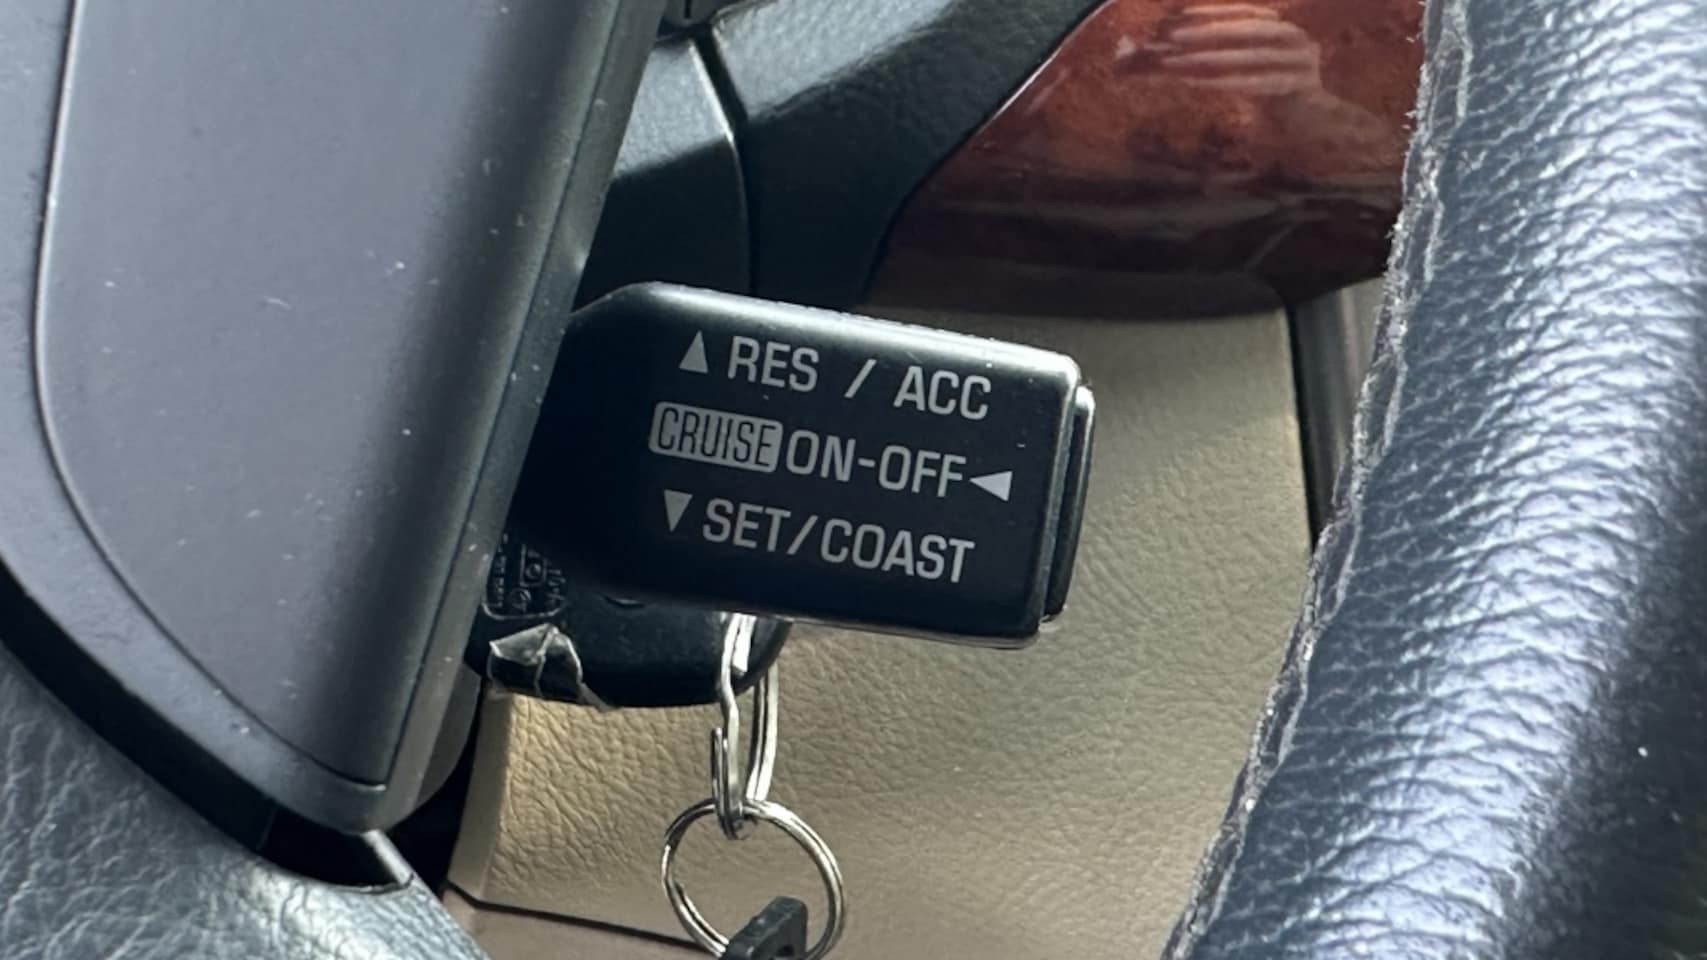 ▲ RES / ACC
CRUISE ON-OFF ◀
▼ SET/COAST